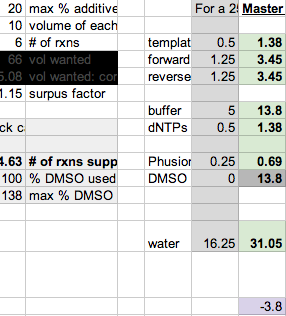 20 max % additive For a 25 Master
10 volume of each
6 # of rxns templat 0.5 1.38
66 vol wanted forward 1.25 3.45
5.08 vol wanted: cor reverse 1.25 3.45
1.15 surpus factor
buffer 5 13.8
ck c dNTPs 0.5 1.38
4.63 # of rxns supp Phusion 0.25 0.69
100 % DMSO used DMSO 0 13.8
138 max % DMSO
water 16.25 31.05
-3.8